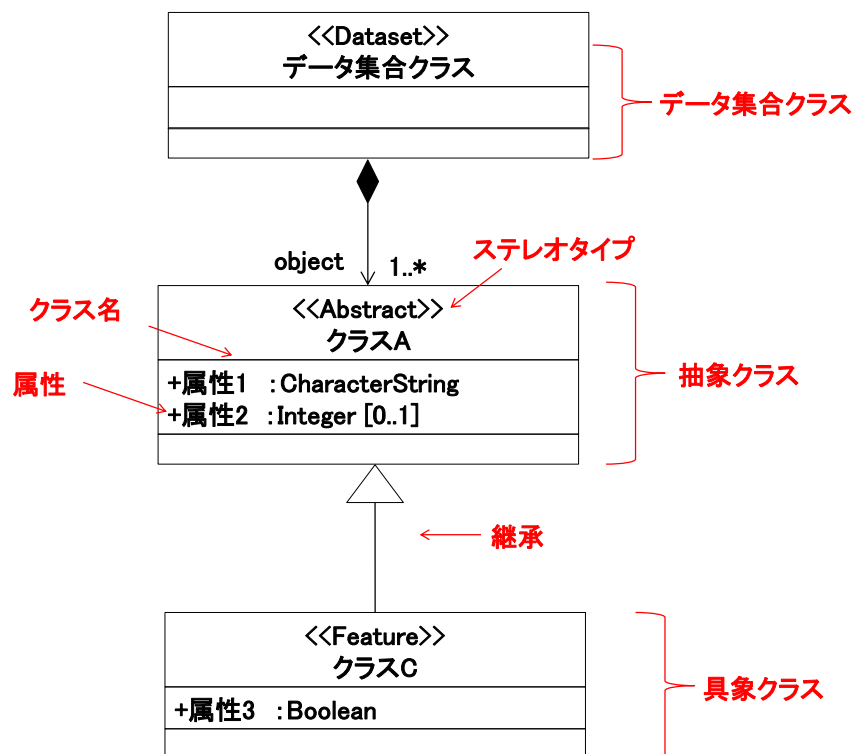 <<Dataset>>
データ集合クラス
データ集合クラス
object
1..*
ステレオタイプ
<<Abstract>>
クラスA
クラス名
属性
+属性1 :CharacterString
+属性2 :Integer [0..1]
抽象クラス
継承
<<Feature>>
クラスC
+属性3 :Boolean
具象クラス